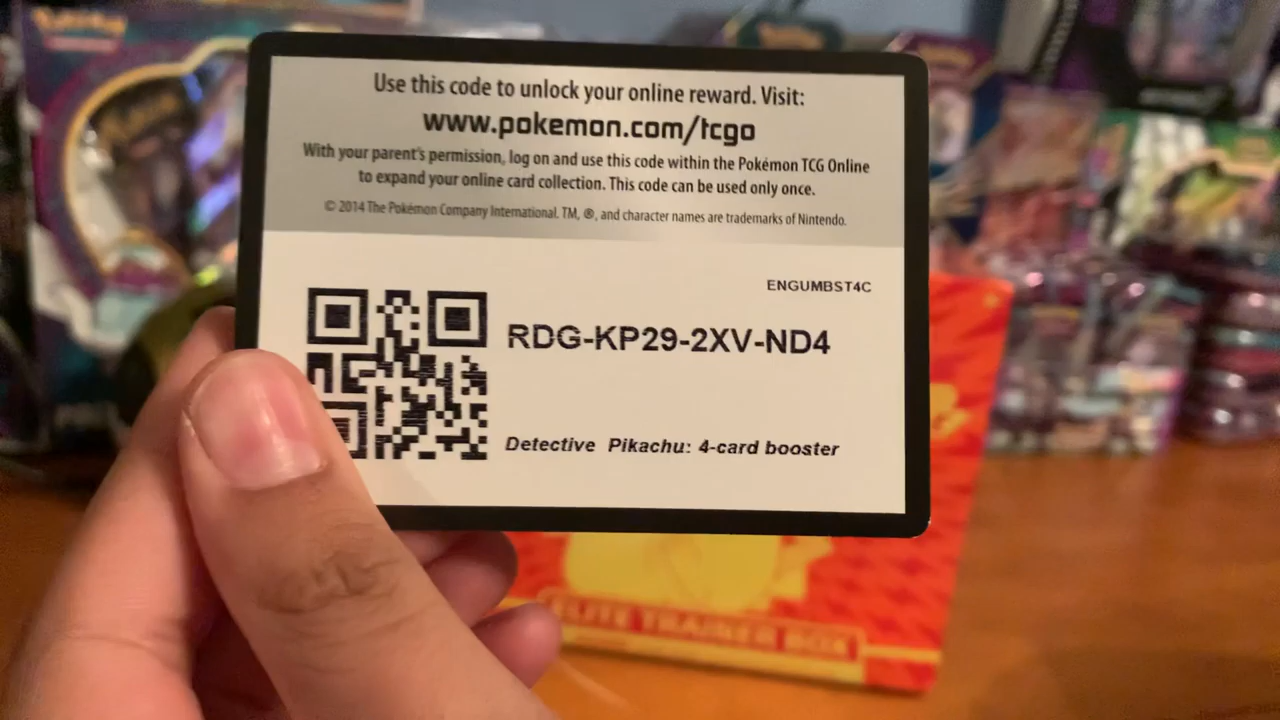 Use this code to unlock your online reward. Visit:
www.pokemon.com/tcgo
With your parent's permission, log on and use this code within the Pokémon TCG Online
to expand your online card collection. This code can be used only once.
© 2014 The Pokémon Company International. TM, ®, and character names are trademarks of Nintendo.
ENGUMBST4C
RDG-KP29-2XV-ND4
Detective Pikachu: 4-card booster
ELITE TRAINER BOX
Pokémon